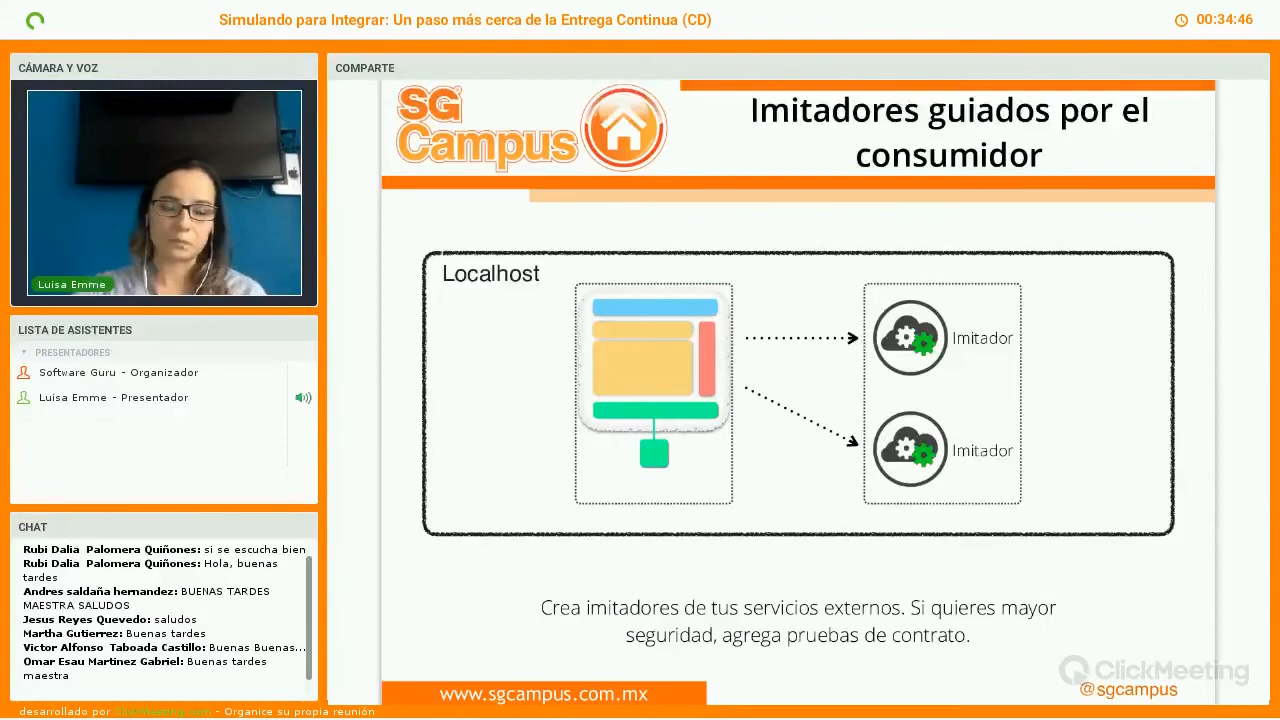 Simulando para Integrar: Un paso más cerca de la Entrega Continua (CD)
00:34:46
CÁMARA Y VOZ
Luisa Emme
LISTA DE ASISTENTES
PRESENTADORES
Software Guru - Organizador
Luisa Emme - Presentador
CHAT
Rubi Dalia Palomera Quiñones: si se escucha bien
Rubi Dalia Palomera Quiñones: Hola, buenas
tardes
Andres saldaña hernandez: BUENAS TARDES
MAESTRA SALUDOS
Jesus Reyes Quevedo: saludos
Martha Gutierrez: Buenas tardes
Victor Alfonso Taboada Castillo: Buenas Buenas...
Omar Esau Martinez Gabriel: Buenas tardes
maestra
desarrollado por ClickMeeting.com - Organice su propia reunión
COMPARTE
SG
Campus
Imitadores guiados por el
consumidor
Localhost
Imitador
Imitador
Crea imitadores de tus servicios externos. Si quieres mayor
seguridad, agrega pruebas de contrato.
ClickMeeting
www.sgcampus.com.mx
@sgcampus